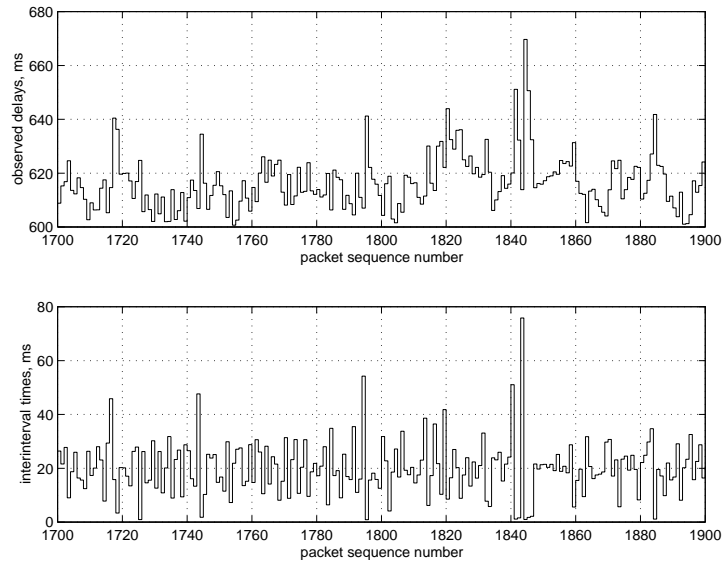 680
660
640
620
600
observed delays, ms
1700 1720 1740 1760 1780 1800 1820 1840 1860 1880 1900
packet sequence number
80
60
40
20
0
interinterval times, ms
1700 1720 1740 1760 1780 1800 1820 1840 1860 1880 1900
packet sequence number